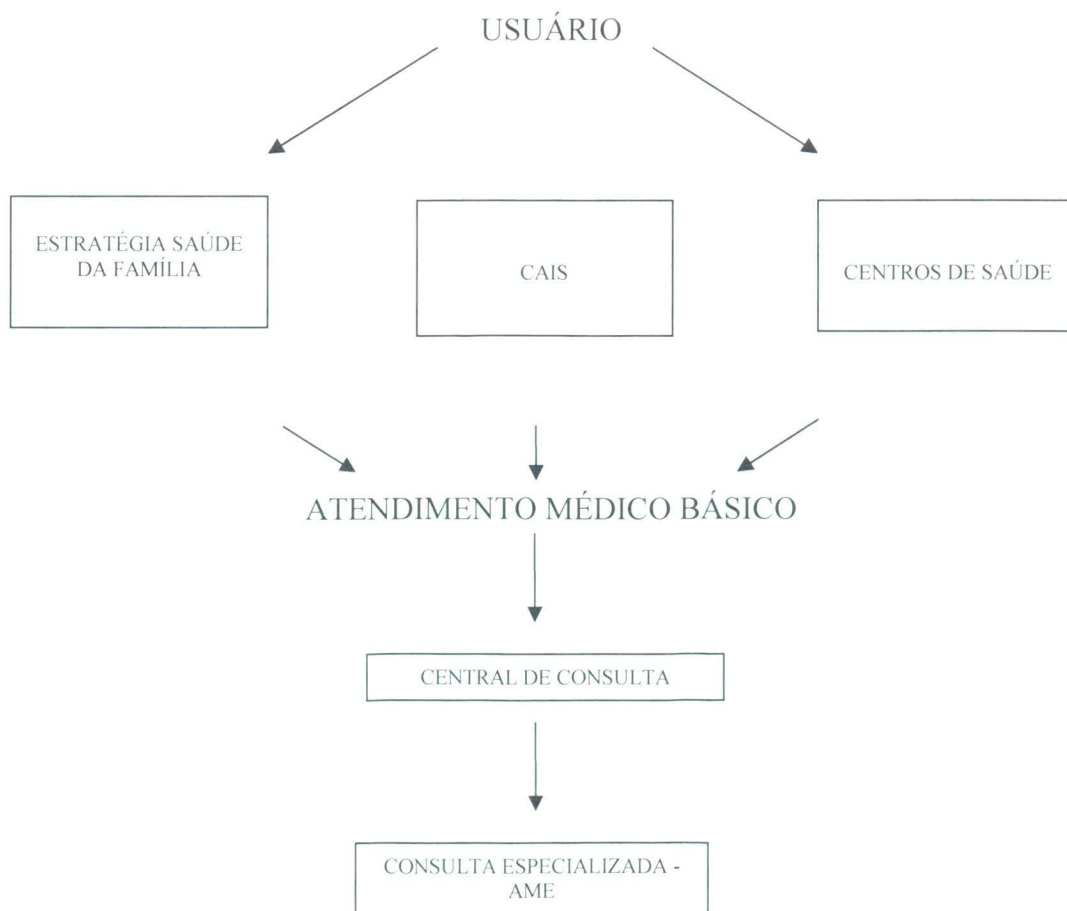 USUÁRIO
ESTRATÉGIA SAÚDE
DA FAMÍLIA
CAIS
CENTROS DE SAÚDE
ATENDIMENTO MÉDICO BÁSICO
CENTRAL DE CONSULTA
CONSULTA ESPECIALIZADA -
AME